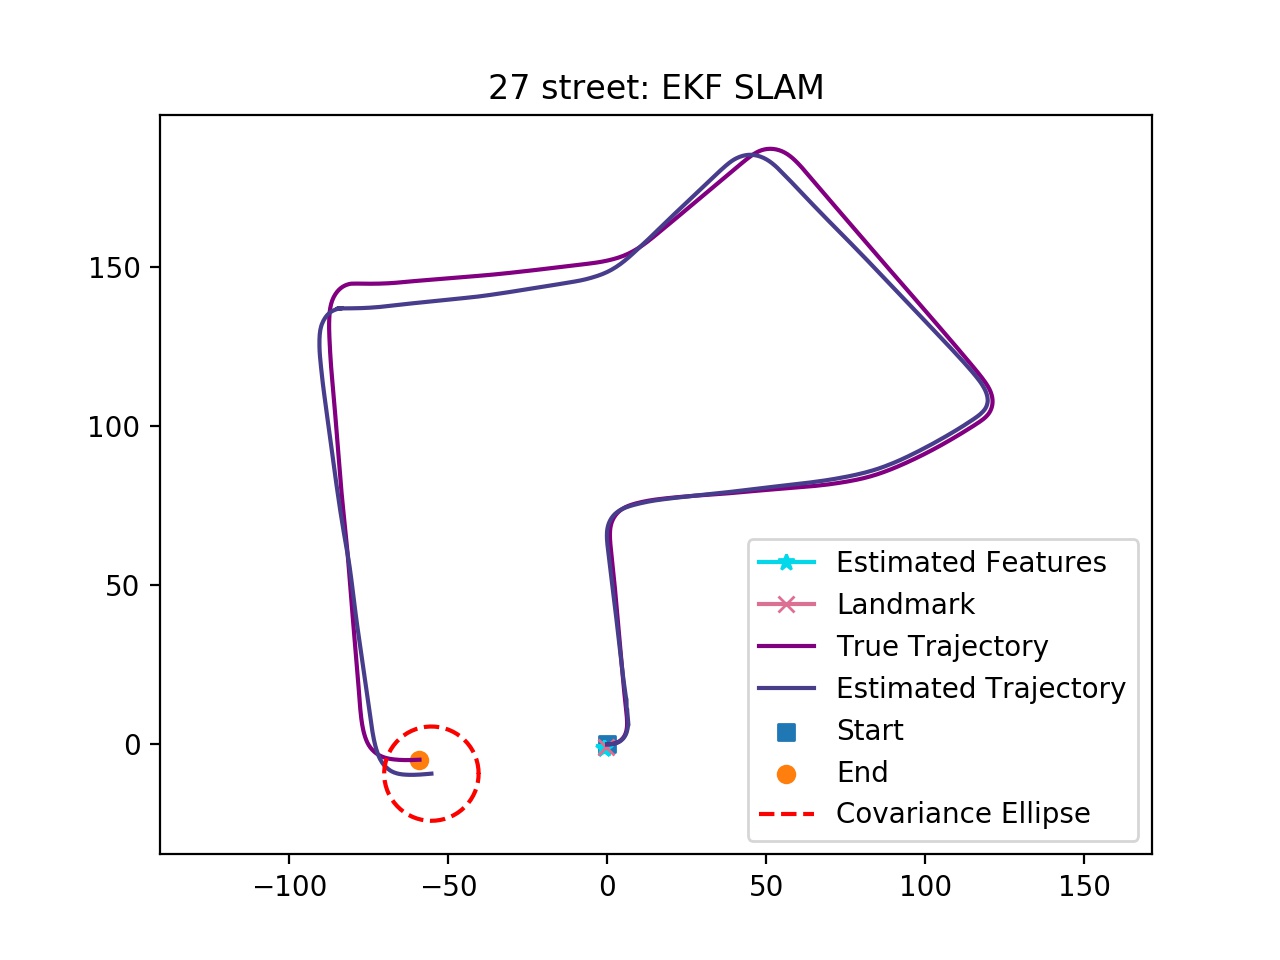 27 street: EKF SLAM
150
100
50
0
−100
−50
0
50
100
150
Estimated Features
Landmark
True Trajectory
Estimated Trajectory
Start
End
Covariance Ellipse